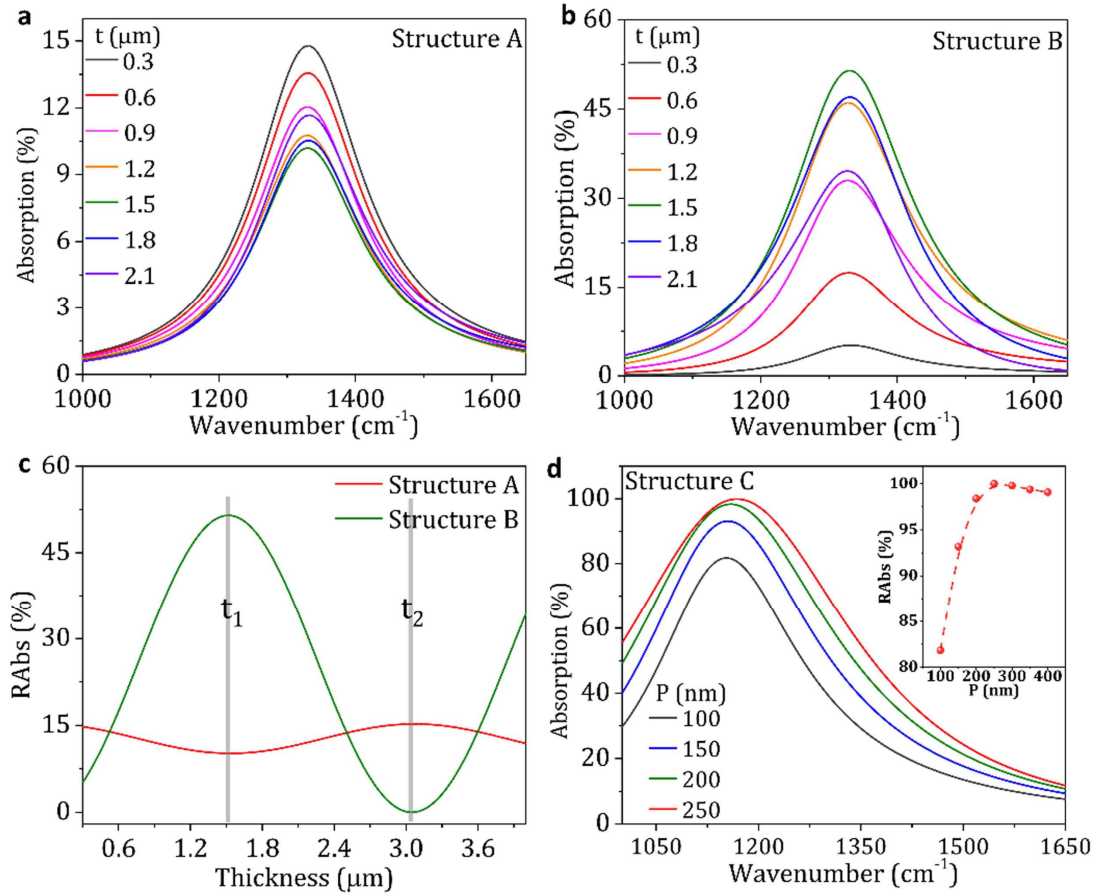 a
Structure A
t (μm)
0.3
0.6
0.9
1.2
1.5
1.8
2.1
15
12
9
6
3
0
Absorption (%)
1000 1200 1400 1600
Wavenumber (cm⁻¹)
b
Structure B
t (μm)
0.3
0.6
0.9
1.2
1.5
1.8
2.1
60
45
30
15
0
Absorption (%)
1000 1200 1400 1600
Wavenumber (cm⁻¹)
c
Structure A
Structure B
t₁
t₂
60
45
30
15
0
RAbs (%)
0.6 1.2 1.8 2.4 3.0 3.6
Thickness (μm)
d
Structure C
P (nm)
100
150
200
250
100
80
60
40
20
0
Absorption (%)
1050 1200 1350 1500 1650
Wavenumber (cm⁻¹)
100
95
90
85
80
RAbs (%)
100 200 300 400
P (nm)